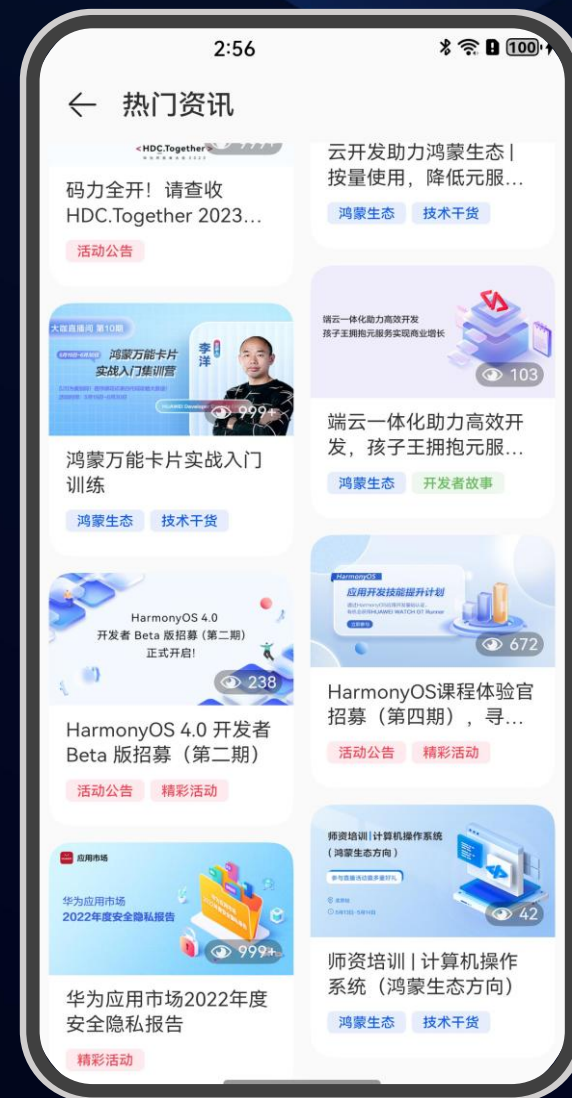 2:56
100
热门资讯
<HDC.Together>
999+
码力全开！请查收
HDC.Together 2023...
活动公告
大咖直播间 第10期
鸿蒙万能卡片
实战入门集训营
李洋
999+
鸿蒙万能卡片实战入门
训练
鸿蒙生态 技术干货
HarmonyOS 4.0
开发者 Beta 版招募（第二期）
正式开启！
238
HarmonyOS 4.0 开发者
Beta 版招募（第二期）
活动公告 精彩活动
应用市场
华为应用市场
2022年度安全隐私报告
999+
华为应用市场2022年度
安全隐私报告
精彩活动
云开发助力鸿蒙生态 |
按量使用，降低元服...
鸿蒙生态 技术干货
端云一体化助力高效开发
孩子王拥抱元服务实现商业增长
103
端云一体化助力高效开
发，孩子王拥抱元服...
鸿蒙生态 开发者故事
HarmonyOS
应用开发技能提升计划
672
HarmonyOS课程体验官
招募（第四期），寻...
活动公告 精彩活动
师资培训|计算机操作系统
（鸿蒙生态方向）
42
师资培训 | 计算机操作
系统（鸿蒙生态方向）
鸿蒙生态 技术干货